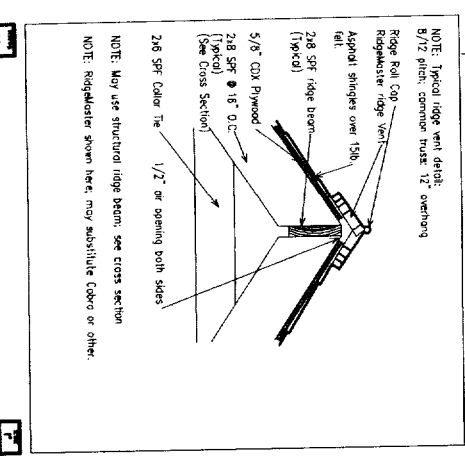 NOTE: Typical ridge vent detail:
8/12 pitch; common truss: 12" overhang
Ridge Roll Cap
RidgeMaster ridge Vent
Asphalt shingles over 15lb
felt.
2x8 SPF ridge beam
(Typical)
5/8" CDX Plywood
2x8 SPF @ 16" O.C.
(Typical)
(See Cross Section)
2x6 SPF Collar Tie
1/2" air opening both sides
NOTE: May use structural ridge beam; see cross section
NOTE: RidgeMaster shown here; may substitute Cobra or other.